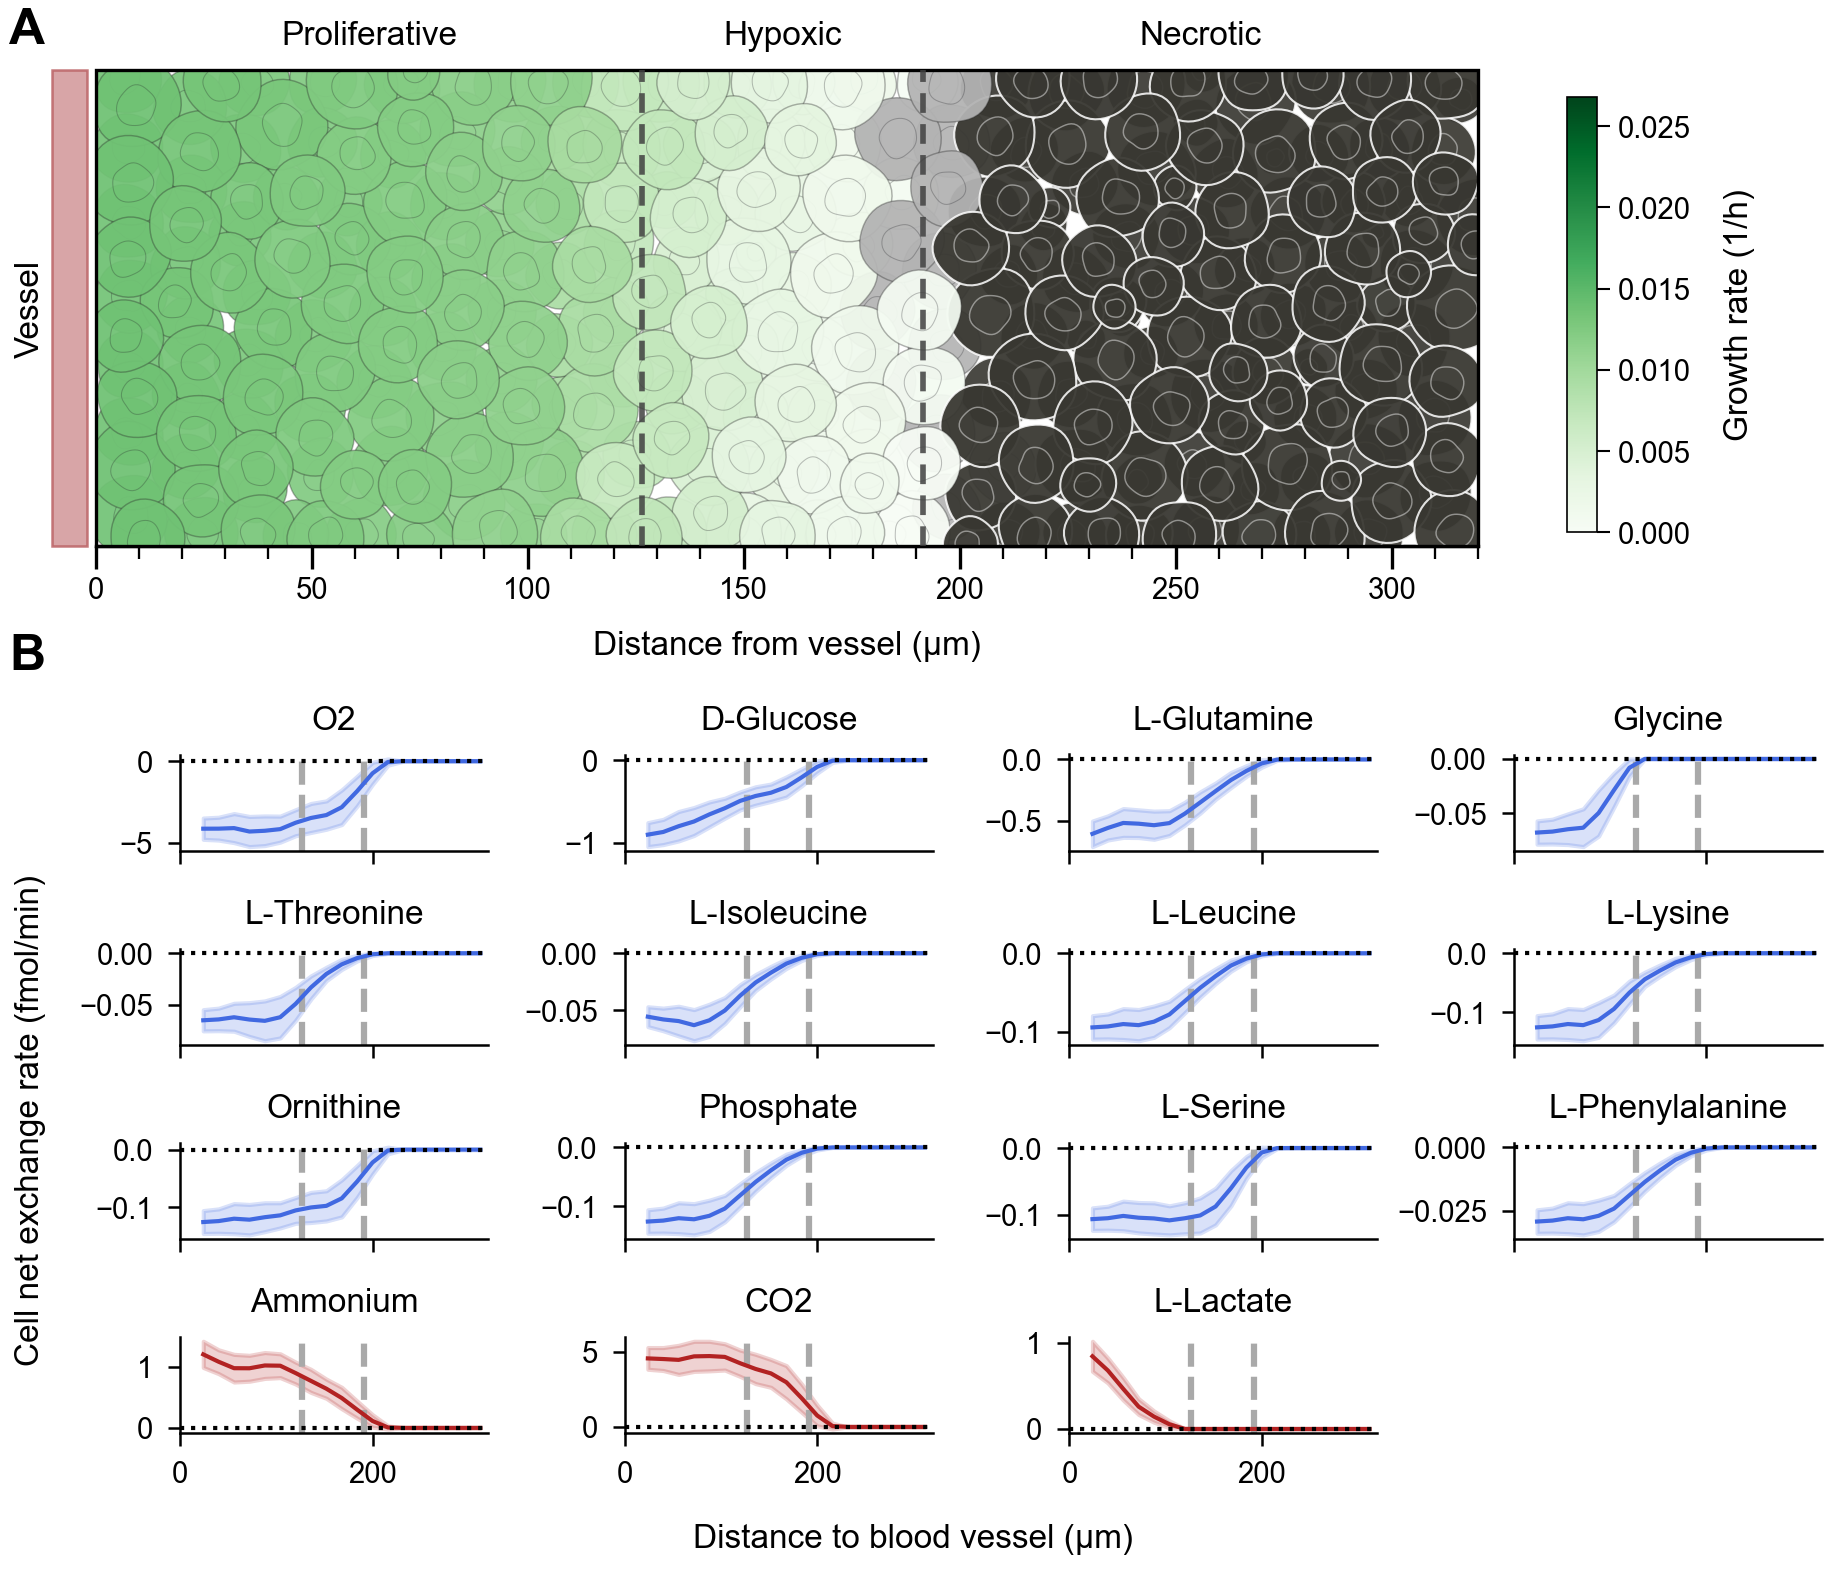 A
Proliferative Hypoxic Necrotic
Vessel
0 50 100 150 200 250 300
Distance from vessel (μm)
0.025
0.020
0.015
0.010
0.005
0.000
Growth rate (1/h)
B
Cell net exchange rate (fmol/min)
O2 D-Glucose L-Glutamine Glycine
0 0 0.0 0.00
−5 −1 −0.5 −0.05
L-Threonine L-Isoleucine L-Leucine L-Lysine
0.00 0.00 0.0 0.0
−0.05 −0.05 −0.1 −0.1
Ornithine Phosphate L-Serine L-Phenylalanine
0.0 0.0 0.0 0.000
−0.1 −0.1 −0.1 −0.025
Ammonium CO2 L-Lactate
1 5 1
0 0 0
0 200 0 200 0 200
Distance to blood vessel (μm)